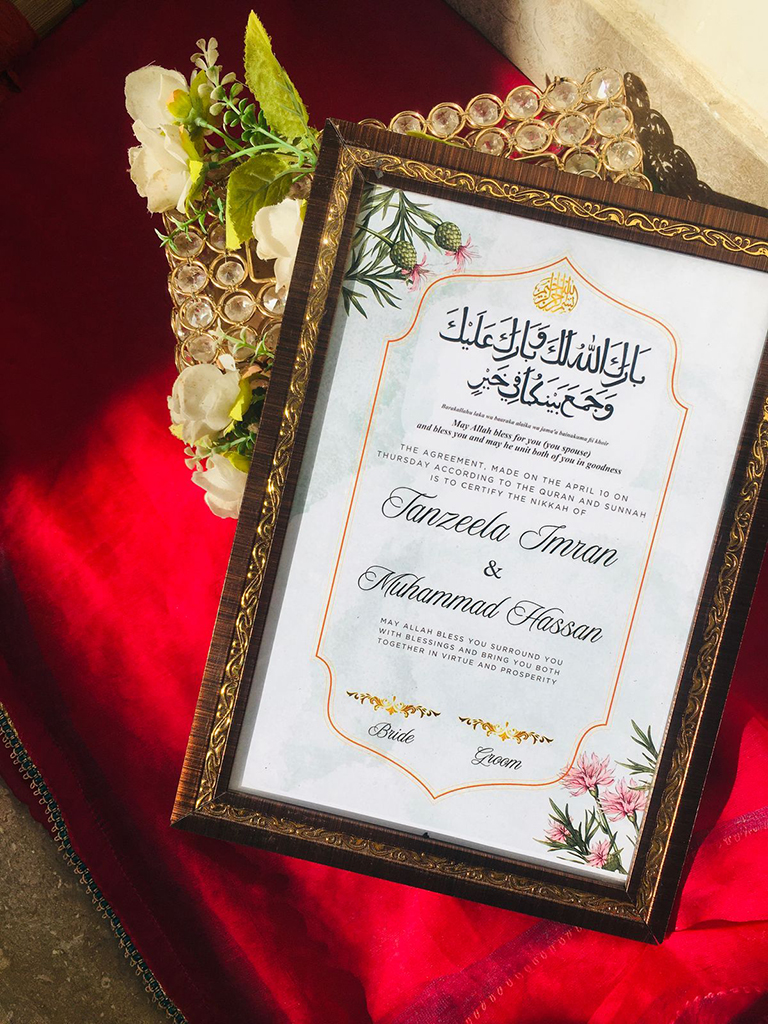 بسم الله الرحمن الرحيم
بَارَكَ اللهُ لَكَ وَبَارَكَ عَلَيْكَ
وَجَمَعَ بَيْنَكُمَا فِي خَيْرٍ
Barakallahu laka wa baaraka alaika wa jama'a bainakama fii khoir
May Allah bless for you (you spouse)
and bless you and may he unit both of you in goodness
THE AGREEMENT, MADE ON THE APRIL 10 ON
THURSDAY ACCORDING TO THE QURAN AND SUNNAH
IS TO CERTIFY THE NIKKAH OF
Tanzeela Imran
&
Muhammad Hassan
MAY ALLAH BLESS YOU SURROUND YOU
WITH BLESSINGS AND BRING YOU BOTH
TOGETHER IN VIRTUE AND PROSPERITY
Bride
Groom